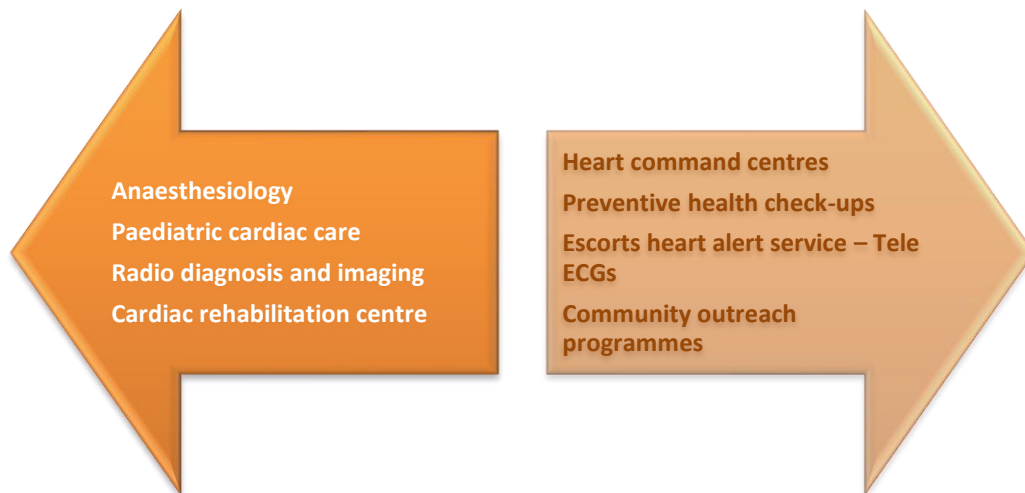 Anaesthesiology
Paediatric cardiac care
Radio diagnosis and imaging
Cardiac rehabilitation centre
Heart command centres
Preventive health check-ups
Escorts heart alert service – Tele
ECGs
Community outreach
programmes